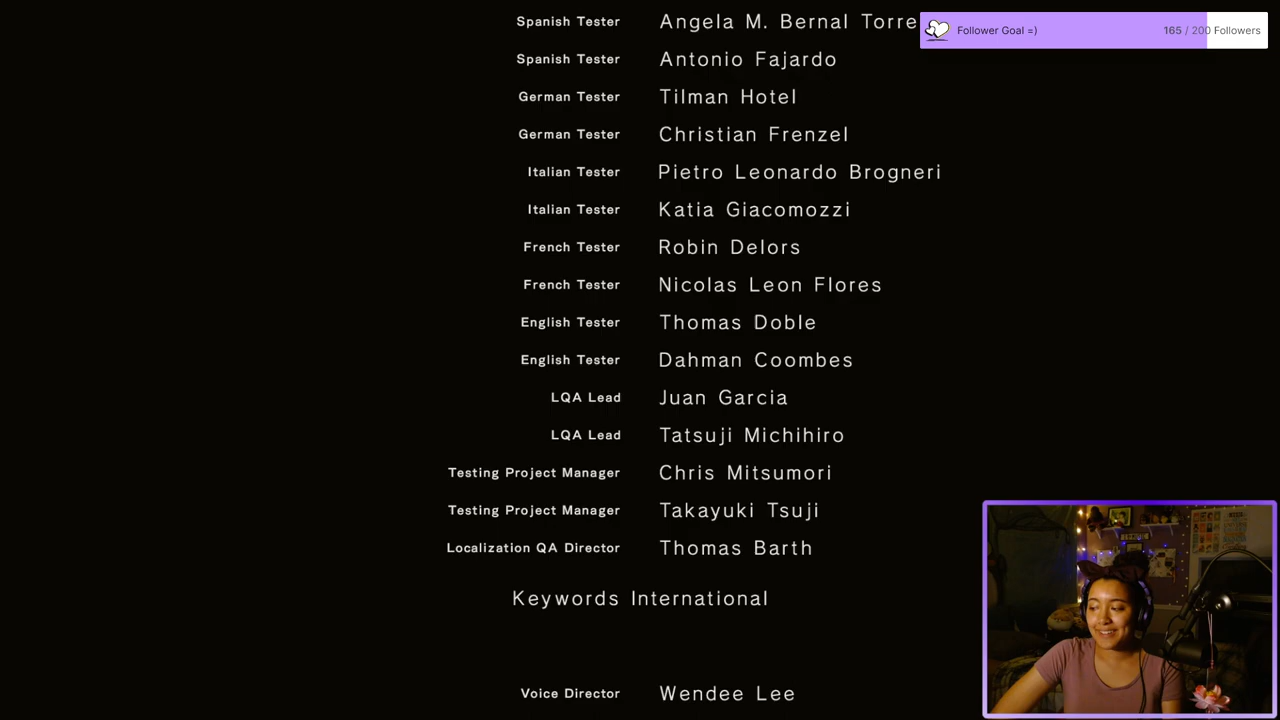 Spanish Tester Angela M. Bernal Torre
Follower Goal =) 165 / 200 Followers
Spanish Tester Antonio Fajardo
German Tester Tilman Hotel
German Tester Christian Frenzel
Italian Tester Pietro Leonardo Brogneri
Italian Tester Katia Giacomozzi
French Tester Robin Delors
French Tester Nicolas Leon Flores
English Tester Thomas Doble
English Tester Dahman Coombes
LQA Lead Juan Garcia
LQA Lead Tatsuji Michihiro
Testing Project Manager Chris Mitsumori
Testing Project Manager Takayuki Tsuji
Localization QA Director Thomas Barth
Keywords International
Voice Director Wendee Lee